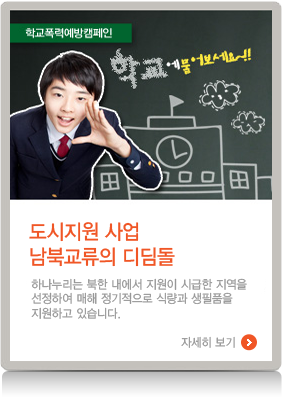 학교폭력예방캠페인
학교에 물어보세요~!!
도시지원 사업
남북교류의 디딤돌
하나누리는 북한 내에서 지원이 시급한 지역을
선정하여 매해 정기적으로 식량과 생필품을
지원하고 있습니다.
자세히 보기